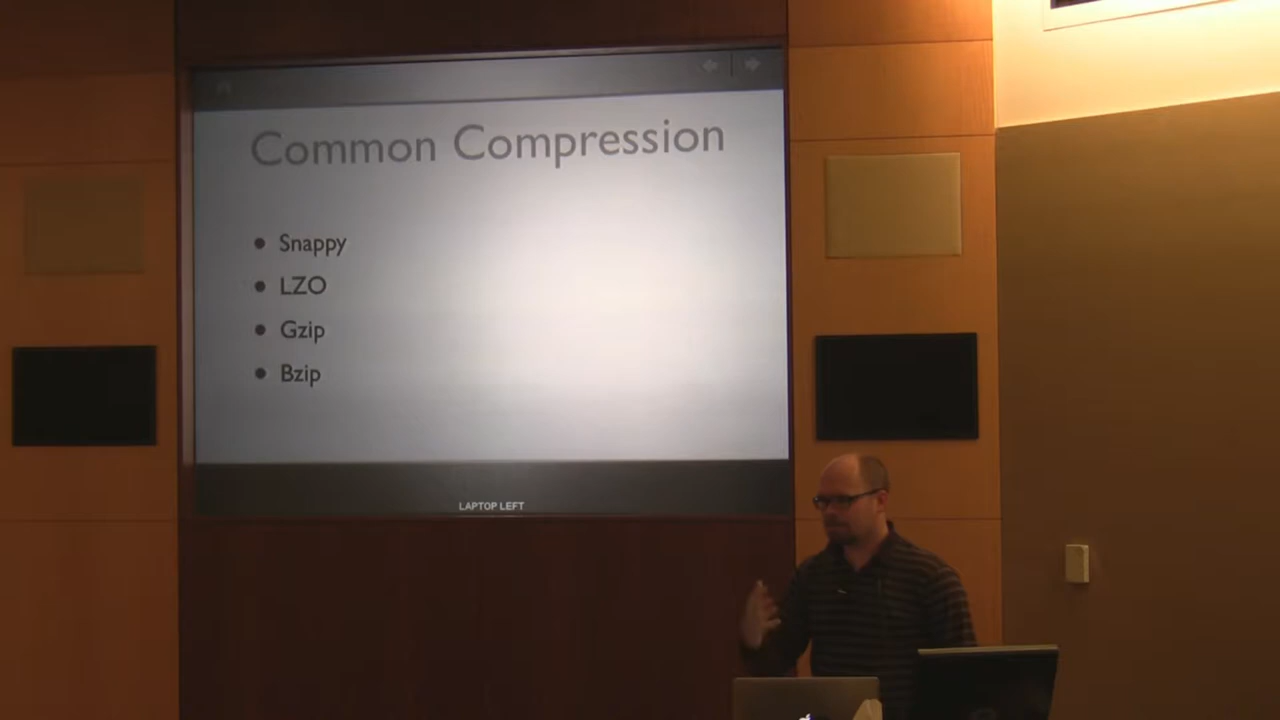 Common Compression
Snappy
LZO
Gzip
Bzip
LAPTOP LEFT